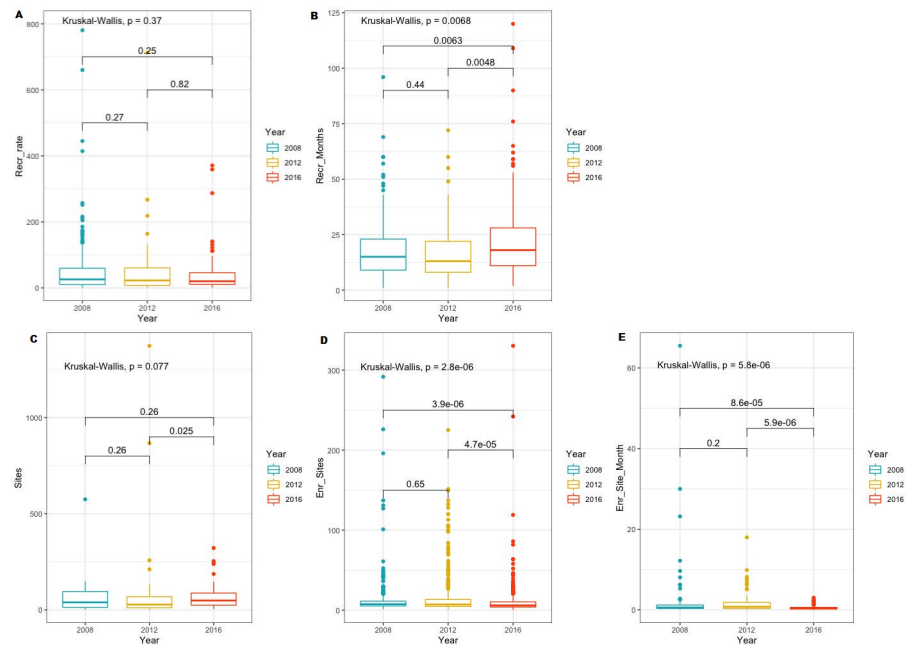 A
Kruskal-Wallis, p = 0.37
0.25
0.82
0.27
800
600
400
200
0
Recr_rate
2008
2012
2016
Year
Year
2008
2012
2016
B
Kruskal-Wallis, p = 0.0068
0.0063
0.0048
0.44
125
100
75
50
25
0
Recr_Months
2008
2012
2016
Year
Year
2008
2012
2016
C
Kruskal-Wallis, p = 0.077
0.26
0.025
0.26
1000
500
0
Sites
2008
2012
2016
Year
Year
2008
2012
2016
D
Kruskal-Wallis, p = 2.8e-06
3.9e-06
4.7e-05
0.65
300
200
100
0
Enr_Sites
2008
2012
2016
Year
Year
2008
2012
2016
E
Kruskal-Wallis, p = 5.8e-06
8.6e-05
5.9e-06
0.2
60
40
20
0
Enr_Site_Month
2008
2012
2016
Year
Year
2008
2012
2016